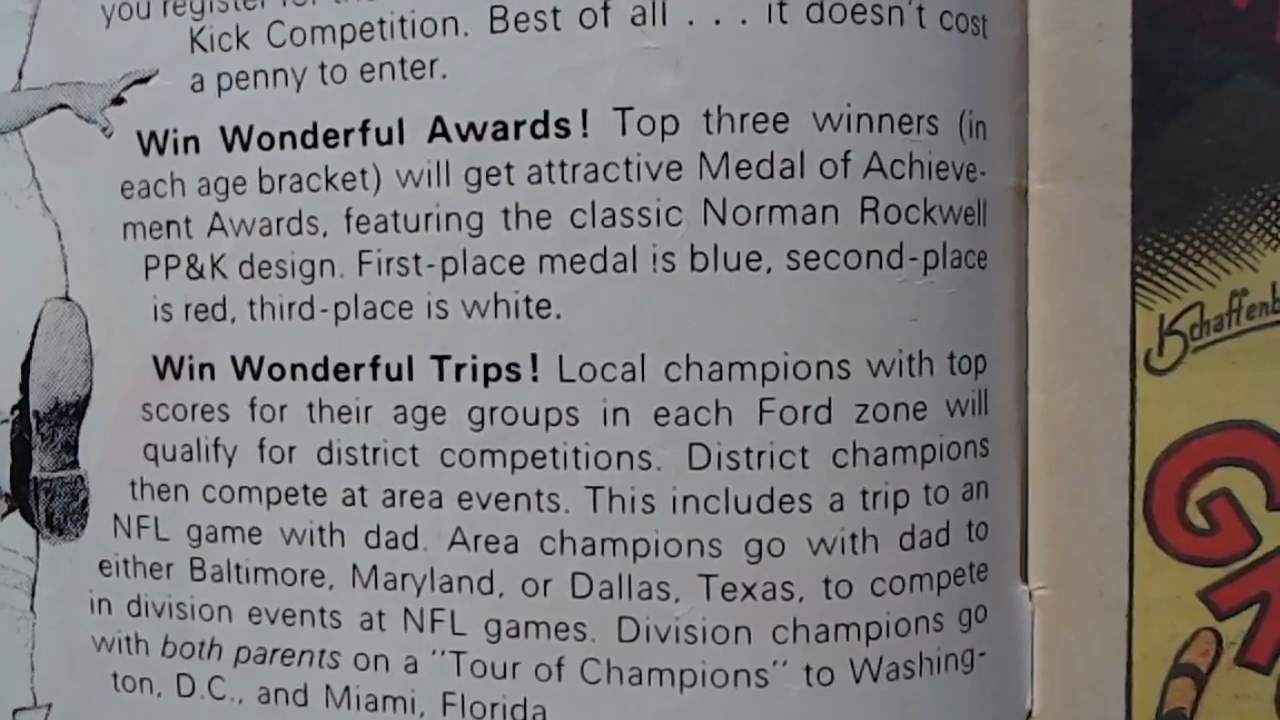 you register for the
Kick Competition. Best of all . . . it doesn't cost
a penny to enter.
Win Wonderful Awards! Top three winners (in
each age bracket) will get attractive Medal of Achieve-
ment Awards, featuring the classic Norman Rockwell
PP&K design. First-place medal is blue, second-place
is red, third-place is white.
Win Wonderful Trips! Local champions with top
scores for their age groups in each Ford zone will
qualify for district competitions. District champions
then compete at area events. This includes a trip to an
NFL game with dad. Area champions go with dad to
either Baltimore, Maryland, or Dallas, Texas, to compete
in division events at NFL games. Division champions go
with both parents on a "Tour of Champions" to Washing-
ton, D.C., and Miami, Florida